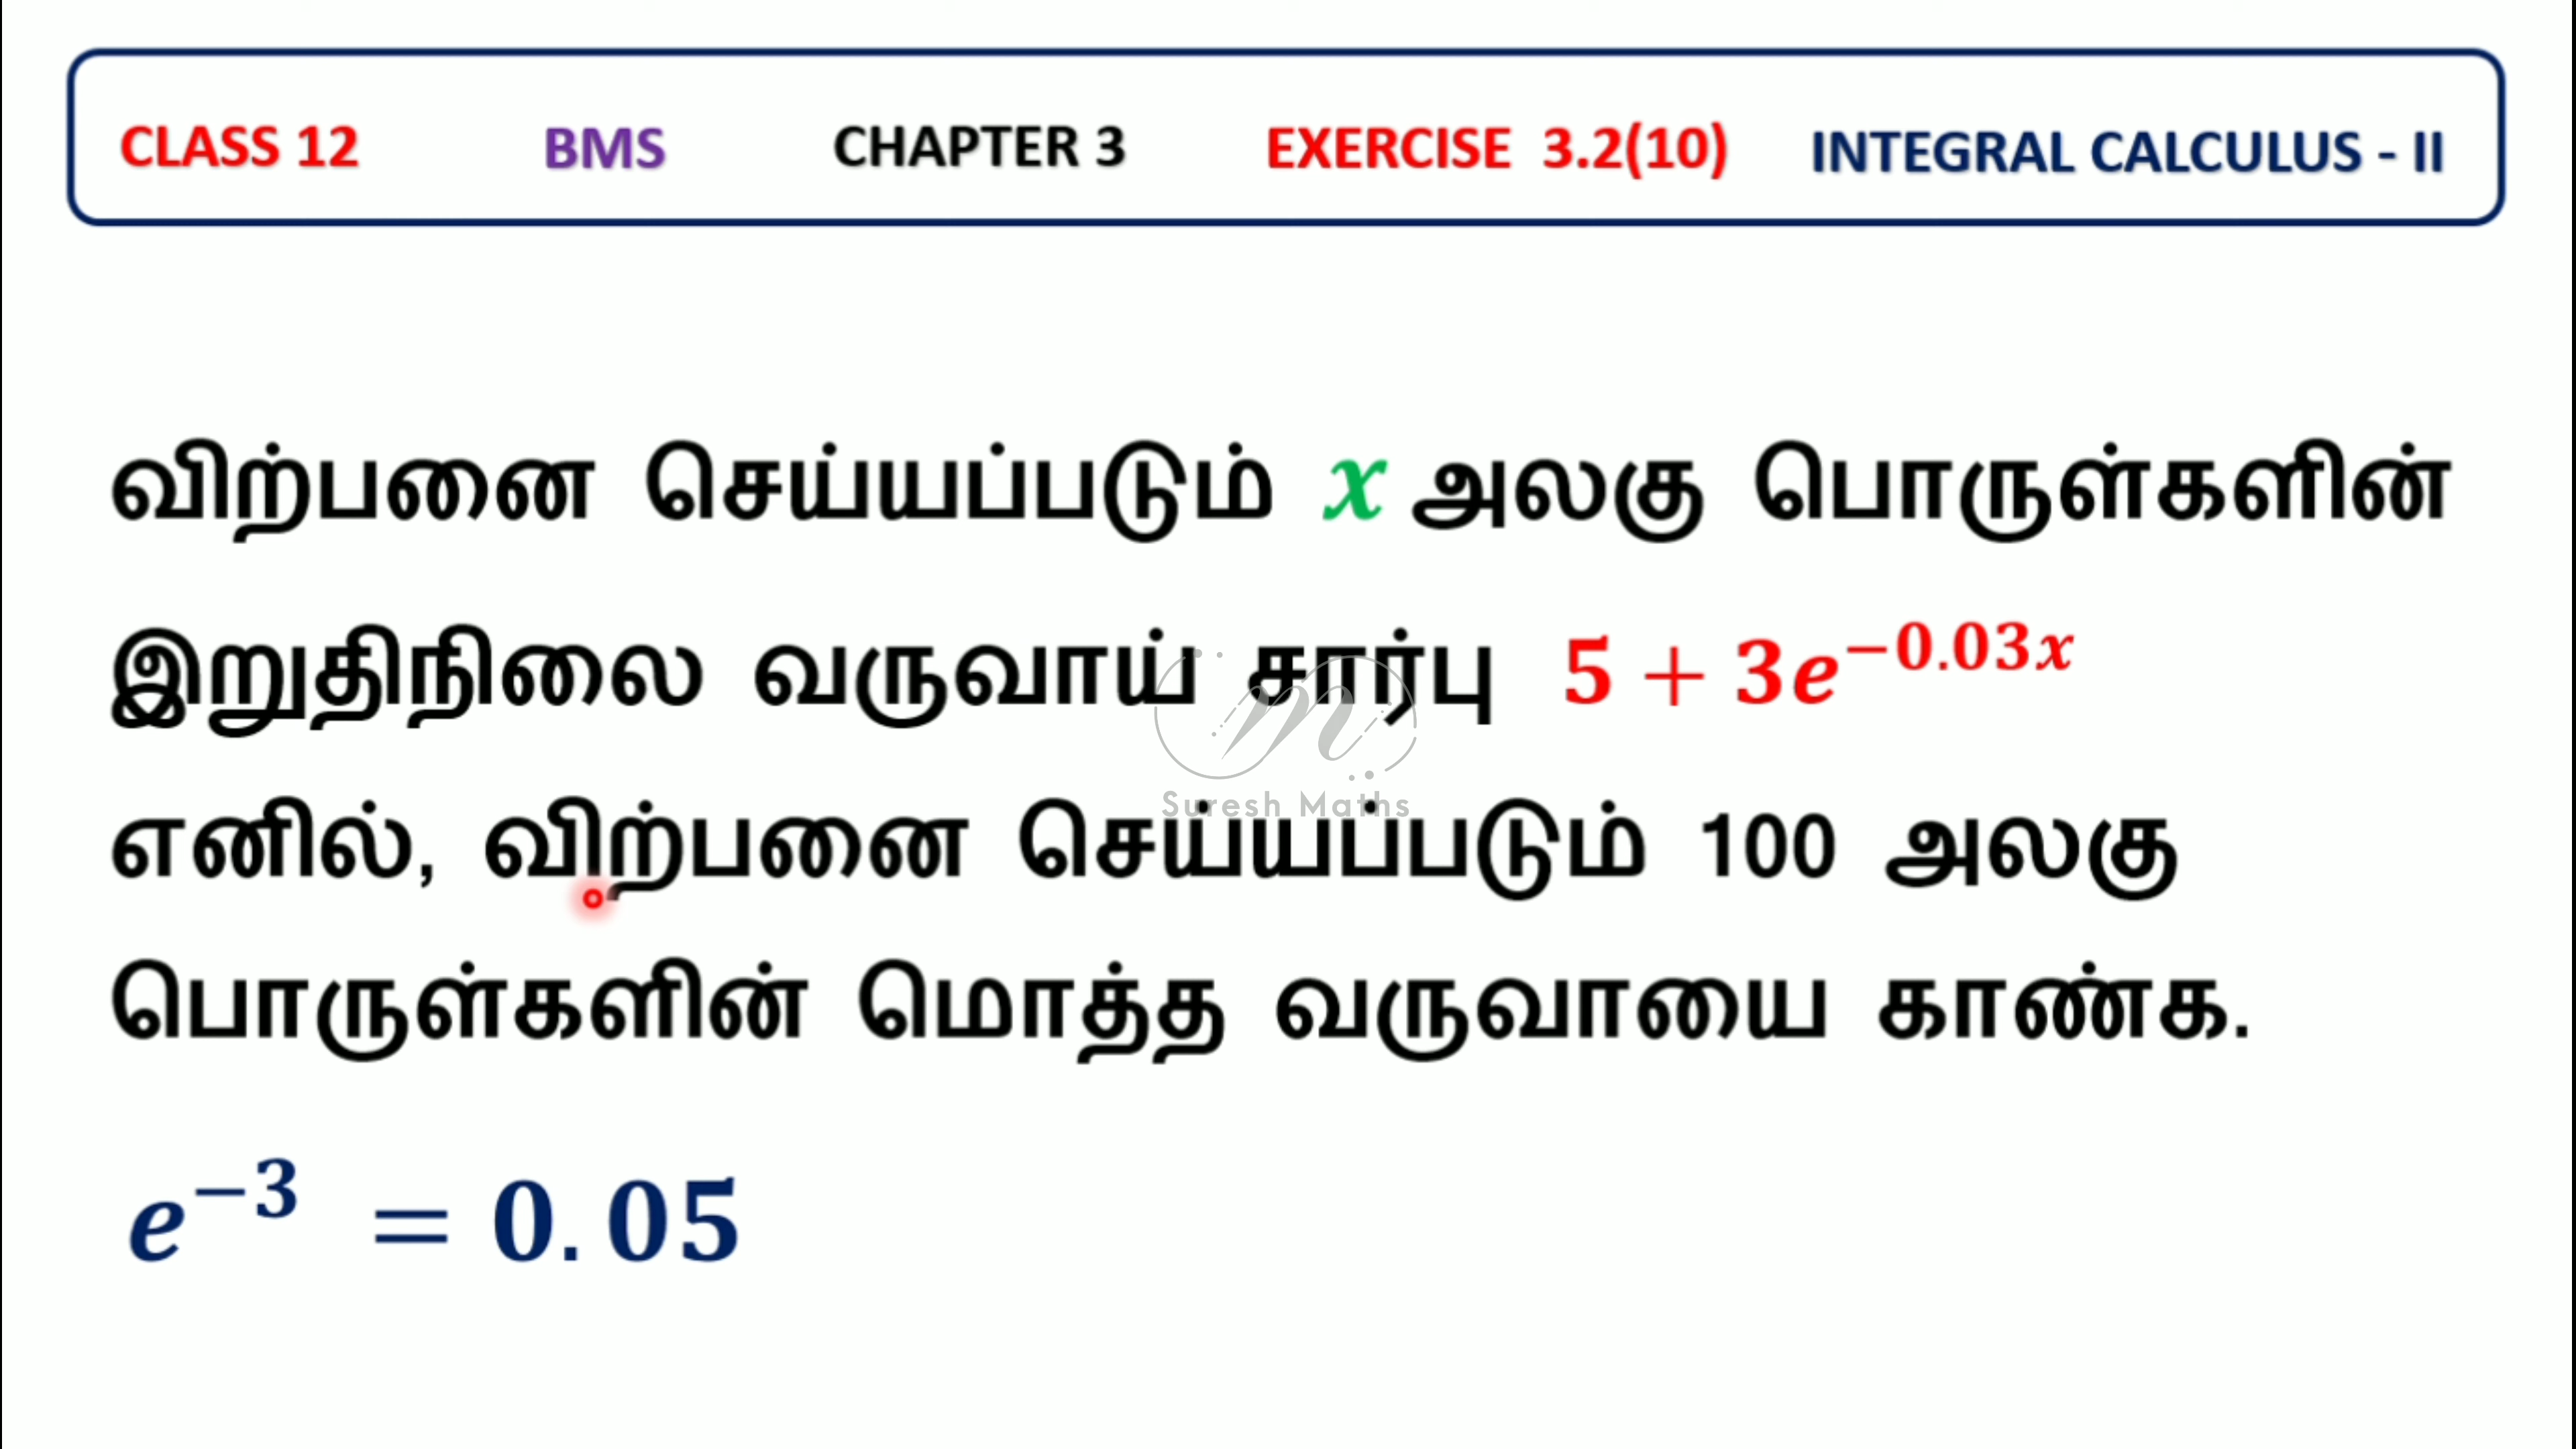 CLASS 12 BMS CHAPTER 3 EXERCISE 3.2(10) INTEGRAL CALCULUS - II
விற்பனை செய்யப்படும் x அலகு பொருள்களின்
இறுதிநிலை வருவாய் சார்பு 5 + 3e^{-0.03x}
எனில், விற்பனை செய்யப்படும் 100 அலகு
பொருள்களின் மொத்த வருவாயை காண்க.
e^{-3} = 0.05
Suresh Maths